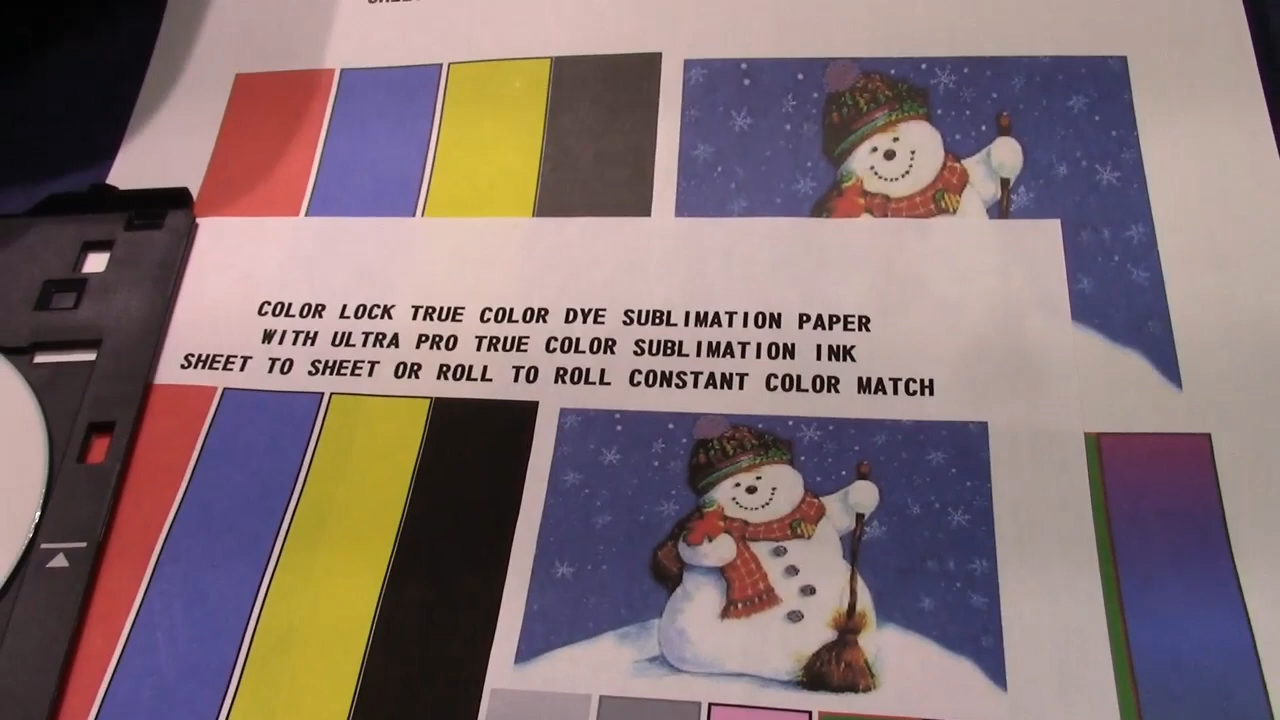 COLOR LOCK TRUE COLOR DYE SUBLIMATION PAPER
WITH ULTRA PRO TRUE COLOR SUBLIMATION INK
SHEET TO SHEET OR ROLL TO ROLL CONSTANT COLOR MATCH